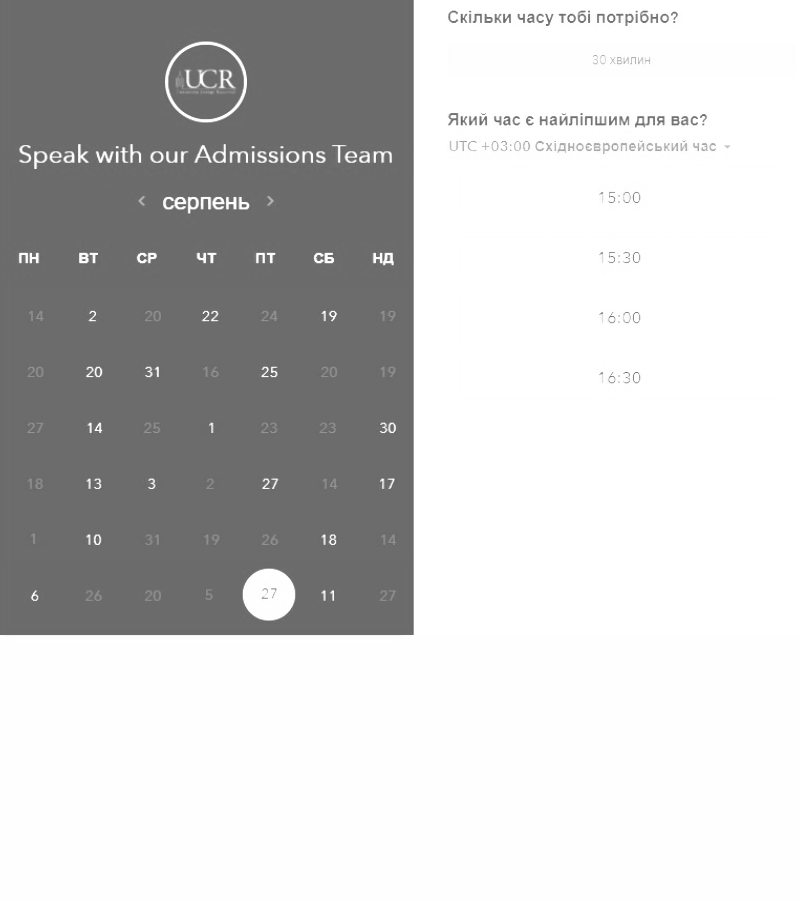 UCR
Speak with our Admissions Team
< серпень >
ПН ВТ СР ЧТ ПТ СБ НД
14 2 20 22 24 19 19
20 20 31 16 25 20 19
27 14 25 1 23 23 30
18 13 3 2 27 14 17
1 10 31 19 26 18 14
6 26 20 5 27 11 27
Скільки часу тобі потрібно?
30 хвилин
Який час є найліпшим для вас?
UTC +03:00 Східноєвропейський час
15:00
15:30
16:00
16:30